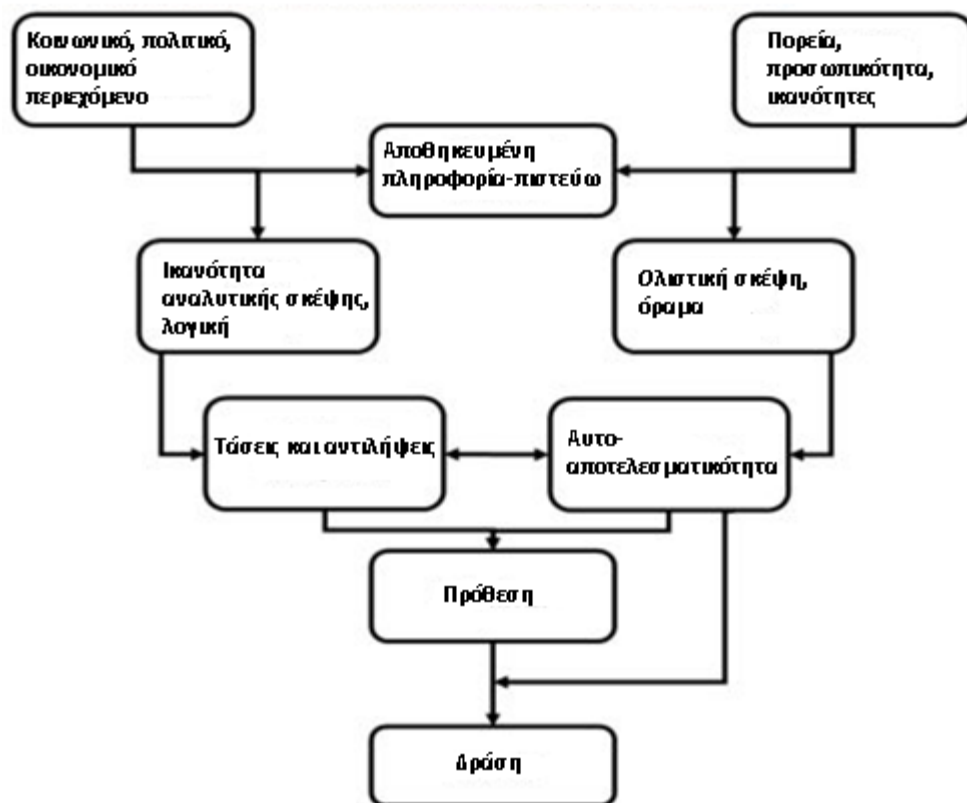 Κοινωνικό, πολιτικό,
οικονομικό
περιεχόμενο
Πορεία,
προσωπικότητα,
ικανότητες
Αποθηκευμένη
πληροφορία-πιστεύω
Ικανότητα
αναλυτικής σκέψης,
λογική
Ολιστική σκέψη,
όραμα
Τάσεις και αντιλήψεις
Αυτο-
αποτελεσματικότητα
Πρόθεση
Δράση